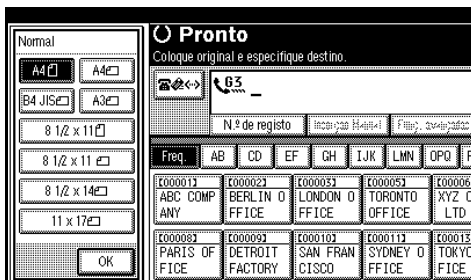 Normal
A4
A4
B4 JIS
A3
8 1/2 x 11
8 1/2 x 11
8 1/2 x 14
11 x 17
OK
Pronto
Coloque original e especifique destino.
G3 _
N.º de registo
Freq. AB CD EF GH IJK LMN OPQ
[00001] [00002] [00003] [00005] [00006
ABC COMP BERLIN O LONDON O TORONTO XYZ C
ANY FFICE FFICE OFFICE LTD
[00008] [00009] [00010] [00011] [00013
PARIS OF DETROIT SAN FRAN SYDNEY O TOKYO
FICE FACTORY CISCO FFICE FFICE